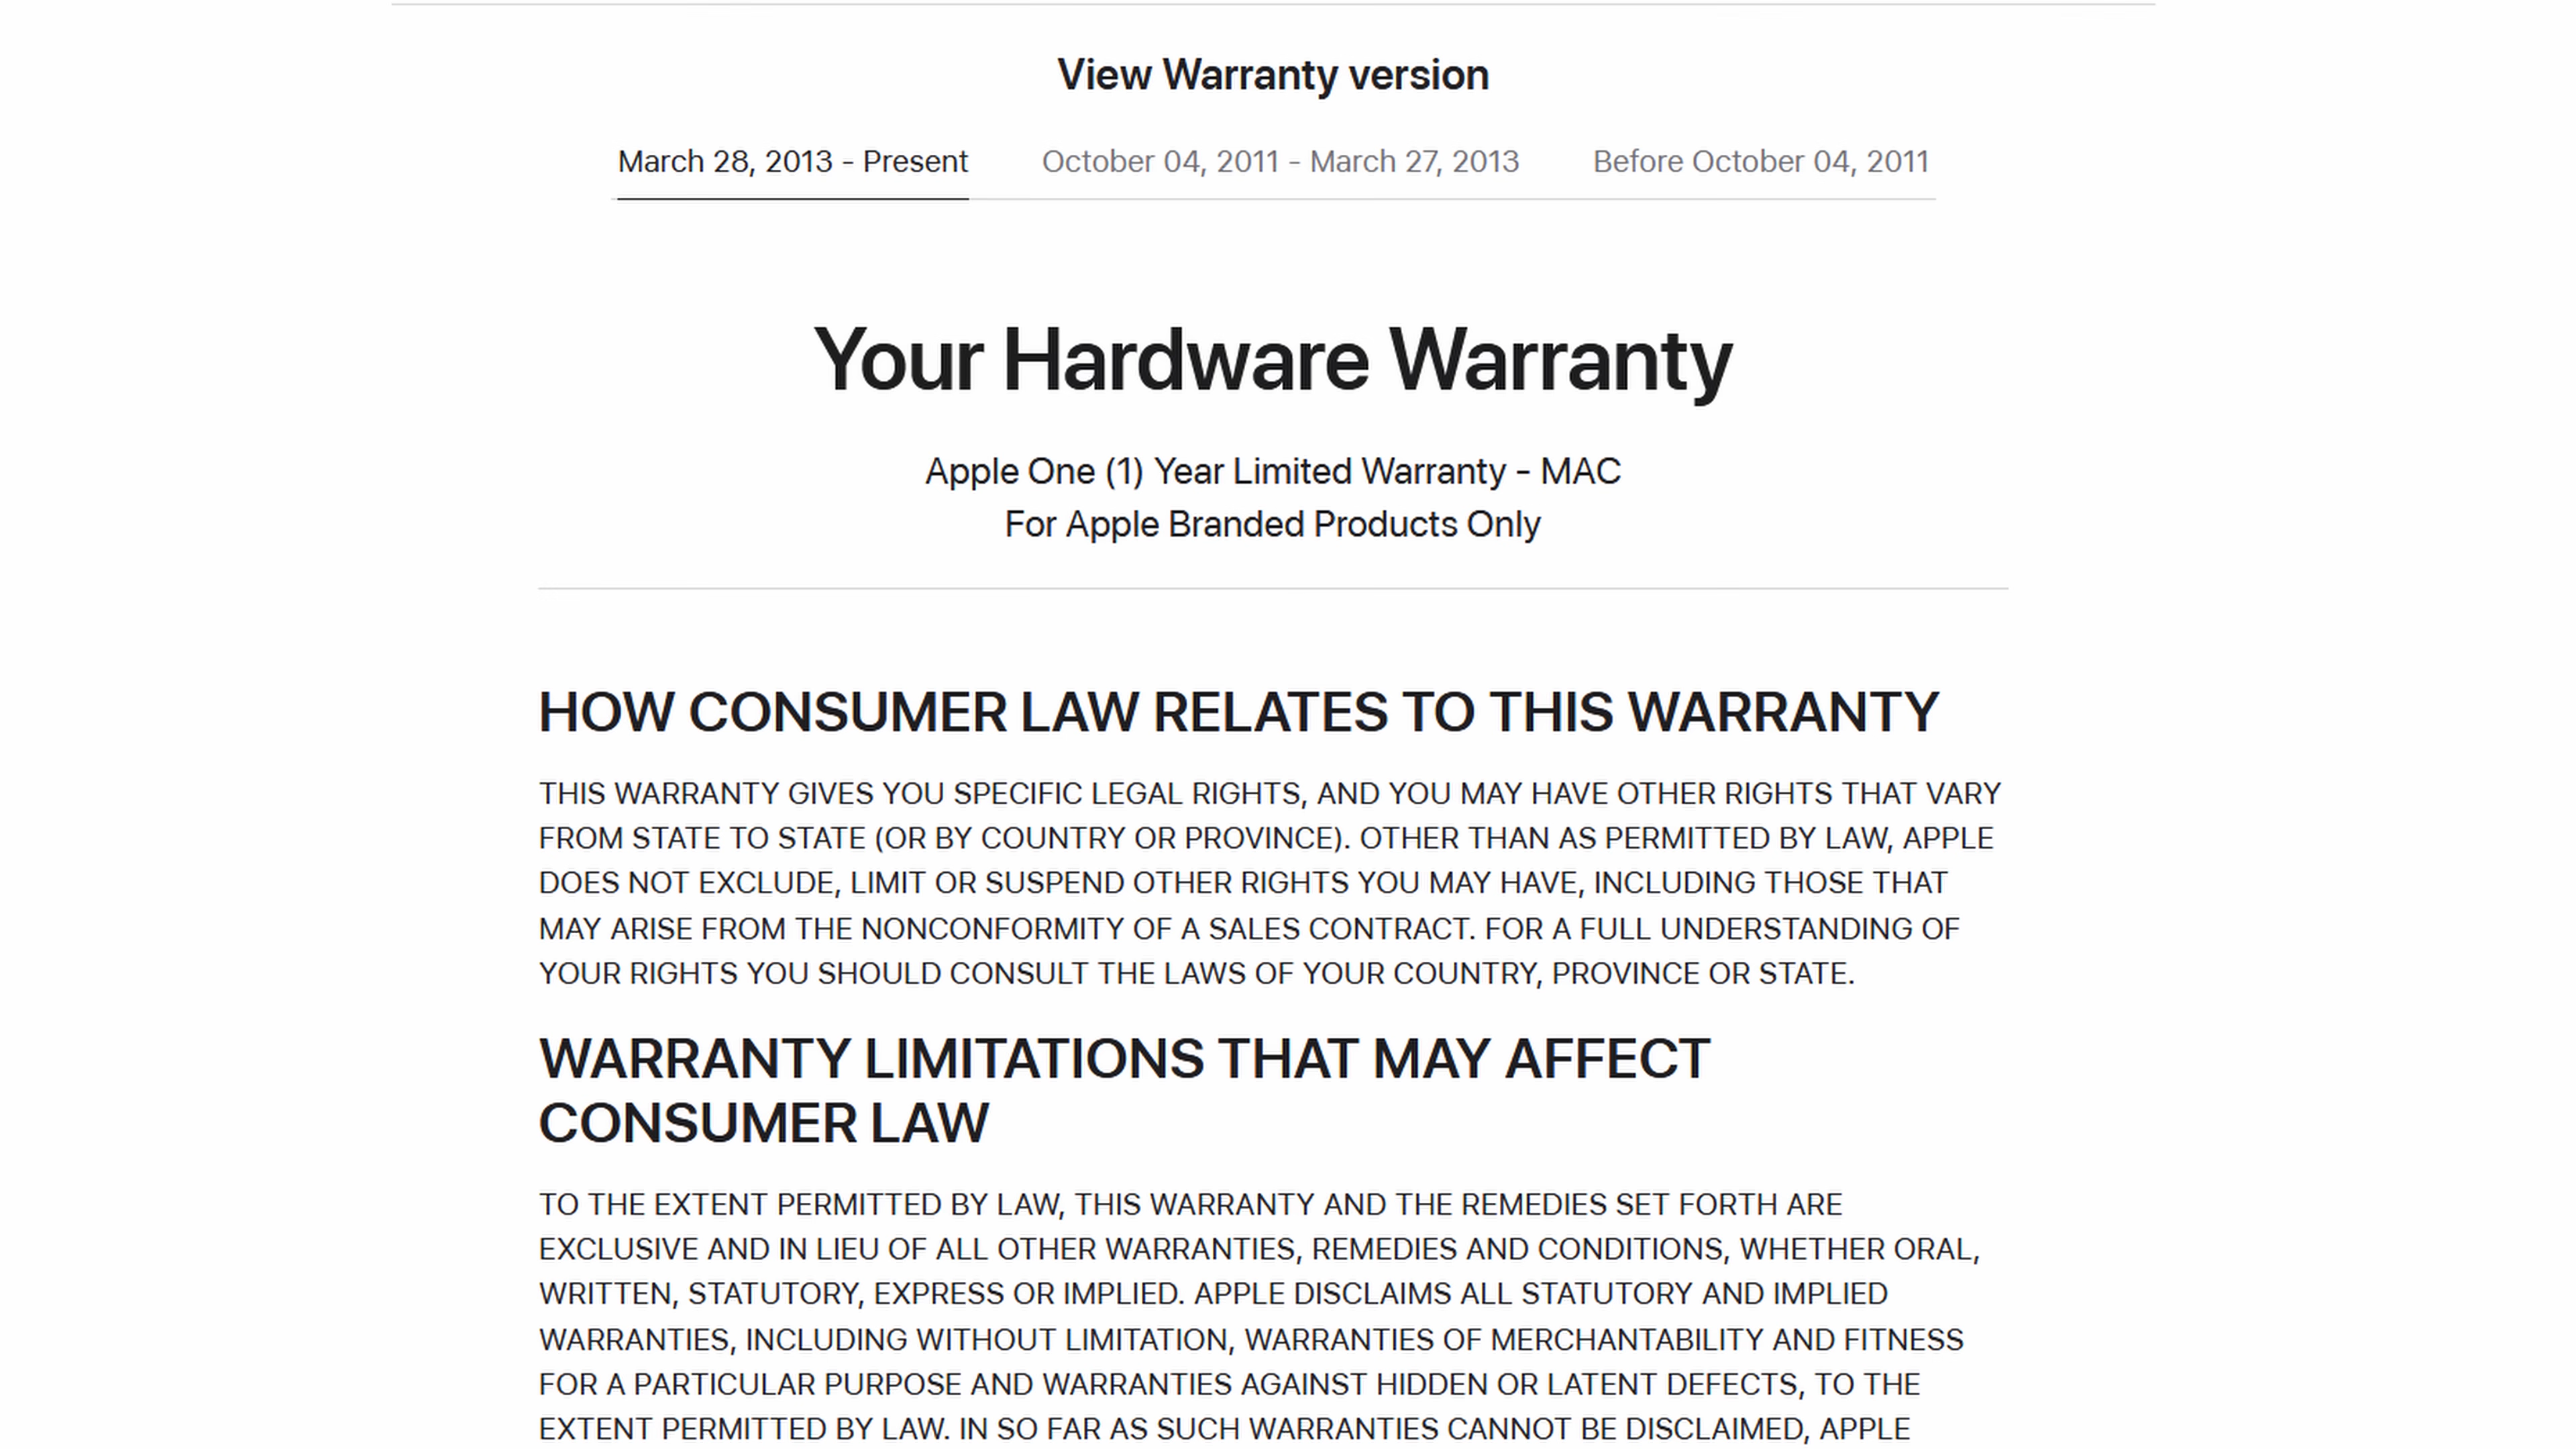 View Warranty version
March 28, 2013 - Present October 04, 2011 - March 27, 2013 Before October 04, 2011
Your Hardware Warranty
Apple One (1) Year Limited Warranty - MAC
For Apple Branded Products Only
HOW CONSUMER LAW RELATES TO THIS WARRANTY
THIS WARRANTY GIVES YOU SPECIFIC LEGAL RIGHTS, AND YOU MAY HAVE OTHER RIGHTS THAT VARY
FROM STATE TO STATE (OR BY COUNTRY OR PROVINCE). OTHER THAN AS PERMITTED BY LAW, APPLE
DOES NOT EXCLUDE, LIMIT OR SUSPEND OTHER RIGHTS YOU MAY HAVE, INCLUDING THOSE THAT
MAY ARISE FROM THE NONCONFORMITY OF A SALES CONTRACT. FOR A FULL UNDERSTANDING OF
YOUR RIGHTS YOU SHOULD CONSULT THE LAWS OF YOUR COUNTRY, PROVINCE OR STATE.
WARRANTY LIMITATIONS THAT MAY AFFECT
CONSUMER LAW
TO THE EXTENT PERMITTED BY LAW, THIS WARRANTY AND THE REMEDIES SET FORTH ARE
EXCLUSIVE AND IN LIEU OF ALL OTHER WARRANTIES, REMEDIES AND CONDITIONS, WHETHER ORAL,
WRITTEN, STATUTORY, EXPRESS OR IMPLIED. APPLE DISCLAIMS ALL STATUTORY AND IMPLIED
WARRANTIES, INCLUDING WITHOUT LIMITATION, WARRANTIES OF MERCHANTABILITY AND FITNESS
FOR A PARTICULAR PURPOSE AND WARRANTIES AGAINST HIDDEN OR LATENT DEFECTS, TO THE
EXTENT PERMITTED BY LAW. IN SO FAR AS SUCH WARRANTIES CANNOT BE DISCLAIMED, APPLE